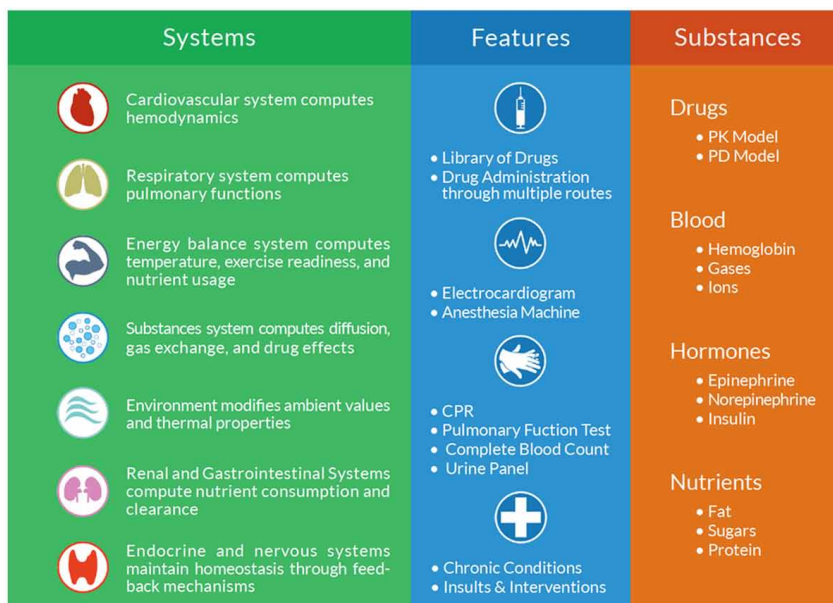 Systems
Cardiovascular system computes
hemodynamics
Respiratory system computes
pulmonary functions
Energy balance system computes
temperature, exercise readiness, and
nutrient usage
Substances system computes diffusion,
gas exchange, and drug effects
Environment modifies ambient values
and thermal properties
Renal and Gastrointestinal Systems
compute nutrient consumption and
clearance
Endocrine and nervous systems
maintain homeostasis through feed-
back mechanisms
Features
• Library of Drugs
• Drug Administration
through multiple routes
• Electrocardiogram
• Anesthesia Machine
• CPR
• Pulmonary Fuction Test
• Complete Blood Count
• Urine Panel
• Chronic Conditions
• Insults & Interventions
Substances
Drugs
• PK Model
• PD Model
Blood
• Hemoglobin
• Gases
• Ions
Hormones
• Epinephrine
• Norepinephrine
• Insulin
Nutrients
• Fat
• Sugars
• Protein